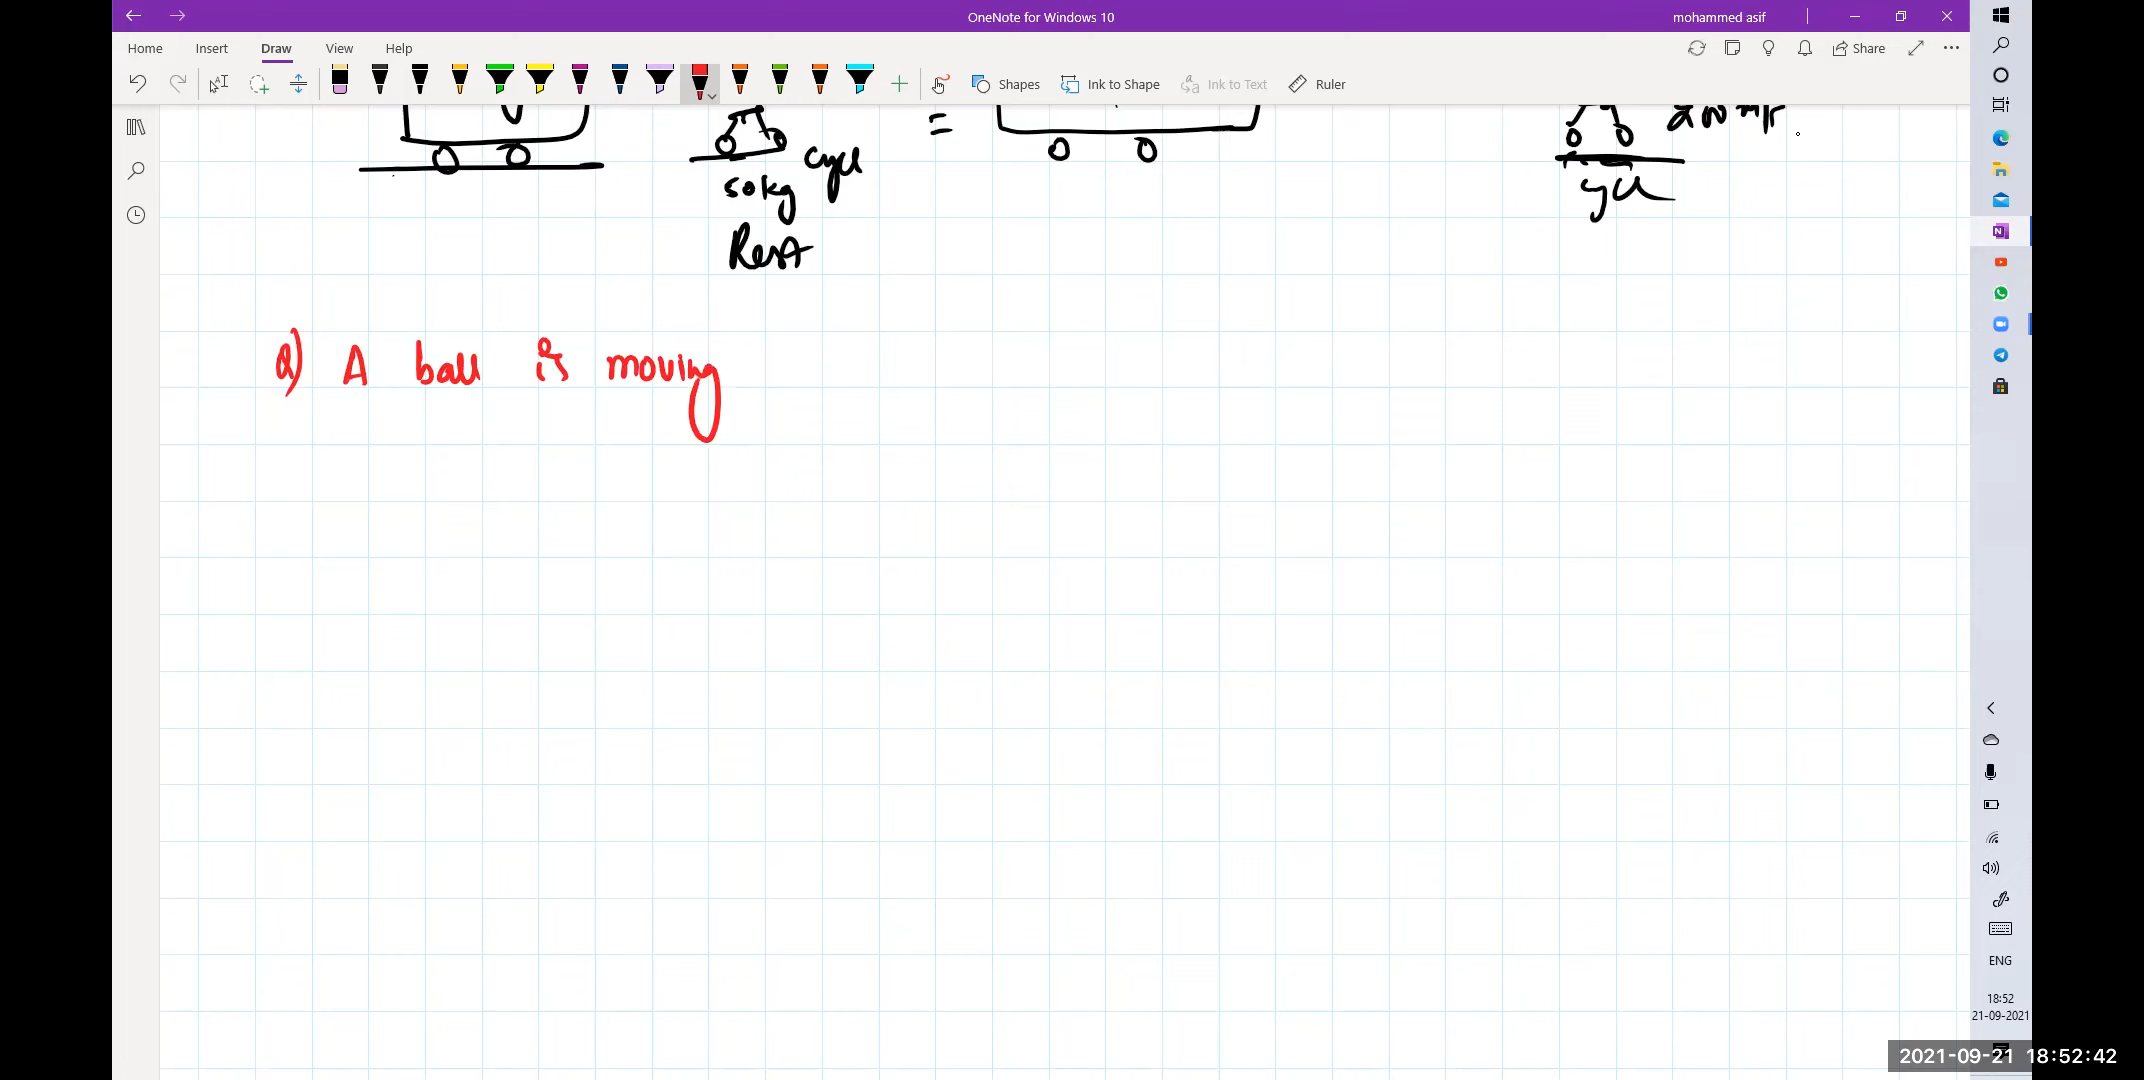 OneNote for Windows 10
mohammed asif
Home Insert Draw View Help
Share
Shapes Ink to Shape Ink to Text Ruler
=
cycl
50kg
Rest
Q) A ball is moving
ENG
18:52
21-09-2021
2021-09-21 18:52:42